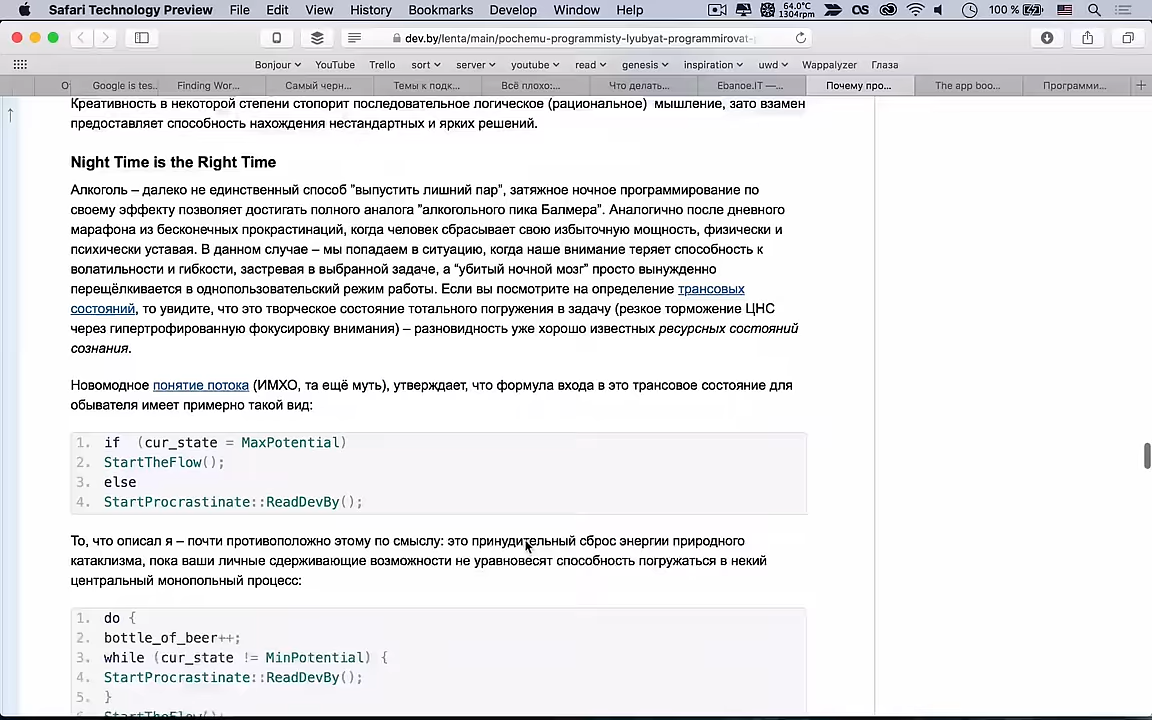 Safari Technology Preview File Edit View History Bookmarks Develop Window Help 64.0°C 1304rpm OS 100 %
dev.by/lenta/main/pochemu-programmisty-lyubyat-programmirovat-
Bonjour YouTube Trello sort server youtube read genesis inspiration uwd Wappalyzer Глаза
Google is tes... Finding Wor... Самый черн... Темы к подк... Всё плохо:... Что делать... Ebanoe.IT —... Почему про... The app boo... Программи...
Креативность в некоторой степени стопорит последовательное логическое (рациональное) мышление, зато взамен
предоставляет способность нахождения нестандартных и ярких решений.
Night Time is the Right Time
Алкоголь – далеко не единственный способ "выпустить лишний пар", затяжное ночное программирование по
своему эффекту позволяет достигать полного аналога "алкогольного пика Балмера". Аналогично после дневного
марафона из бесконечных прокрастинаций, когда человек сбрасывает свою избыточную мощность, физически и
психически уставая. В данном случае – мы попадаем в ситуацию, когда наше внимание теряет способность к
волатильности и гибкости, застревая в выбранной задаче, а “убитый ночной мозг” просто вынужденно
перещёлкивается в однопользовательский режим работы. Если вы посмотрите на определение трансовых
состояний, то увидите, что это творческое состояние тотального погружения в задачу (резкое торможение ЦНС
через гипертрофированную фокусировку внимания) – разновидность уже хорошо известных ресурсных состояний
сознания.
Новомодное понятие потока (ИМХО, та ещё муть), утверждает, что формула входа в это трансовое состояние для
обывателя имеет примерно такой вид:
1. if (cur_state = MaxPotential)
2. StartTheFlow();
3. else
4. StartProcrastinate::ReadDevBy();
То, что описал я – почти противоположно этому по смыслу: это принудительный сброс энергии природного
катаклизма, пока ваши личные сдерживающие возможности не уравновесят способность погружаться в некий
центральный монопольный процесс:
1. do {
2. bottle_of_beer++;
3. while (cur_state != MinPotential) {
4. StartProcrastinate::ReadDevBy();
5. }
6. StartTheFlow();